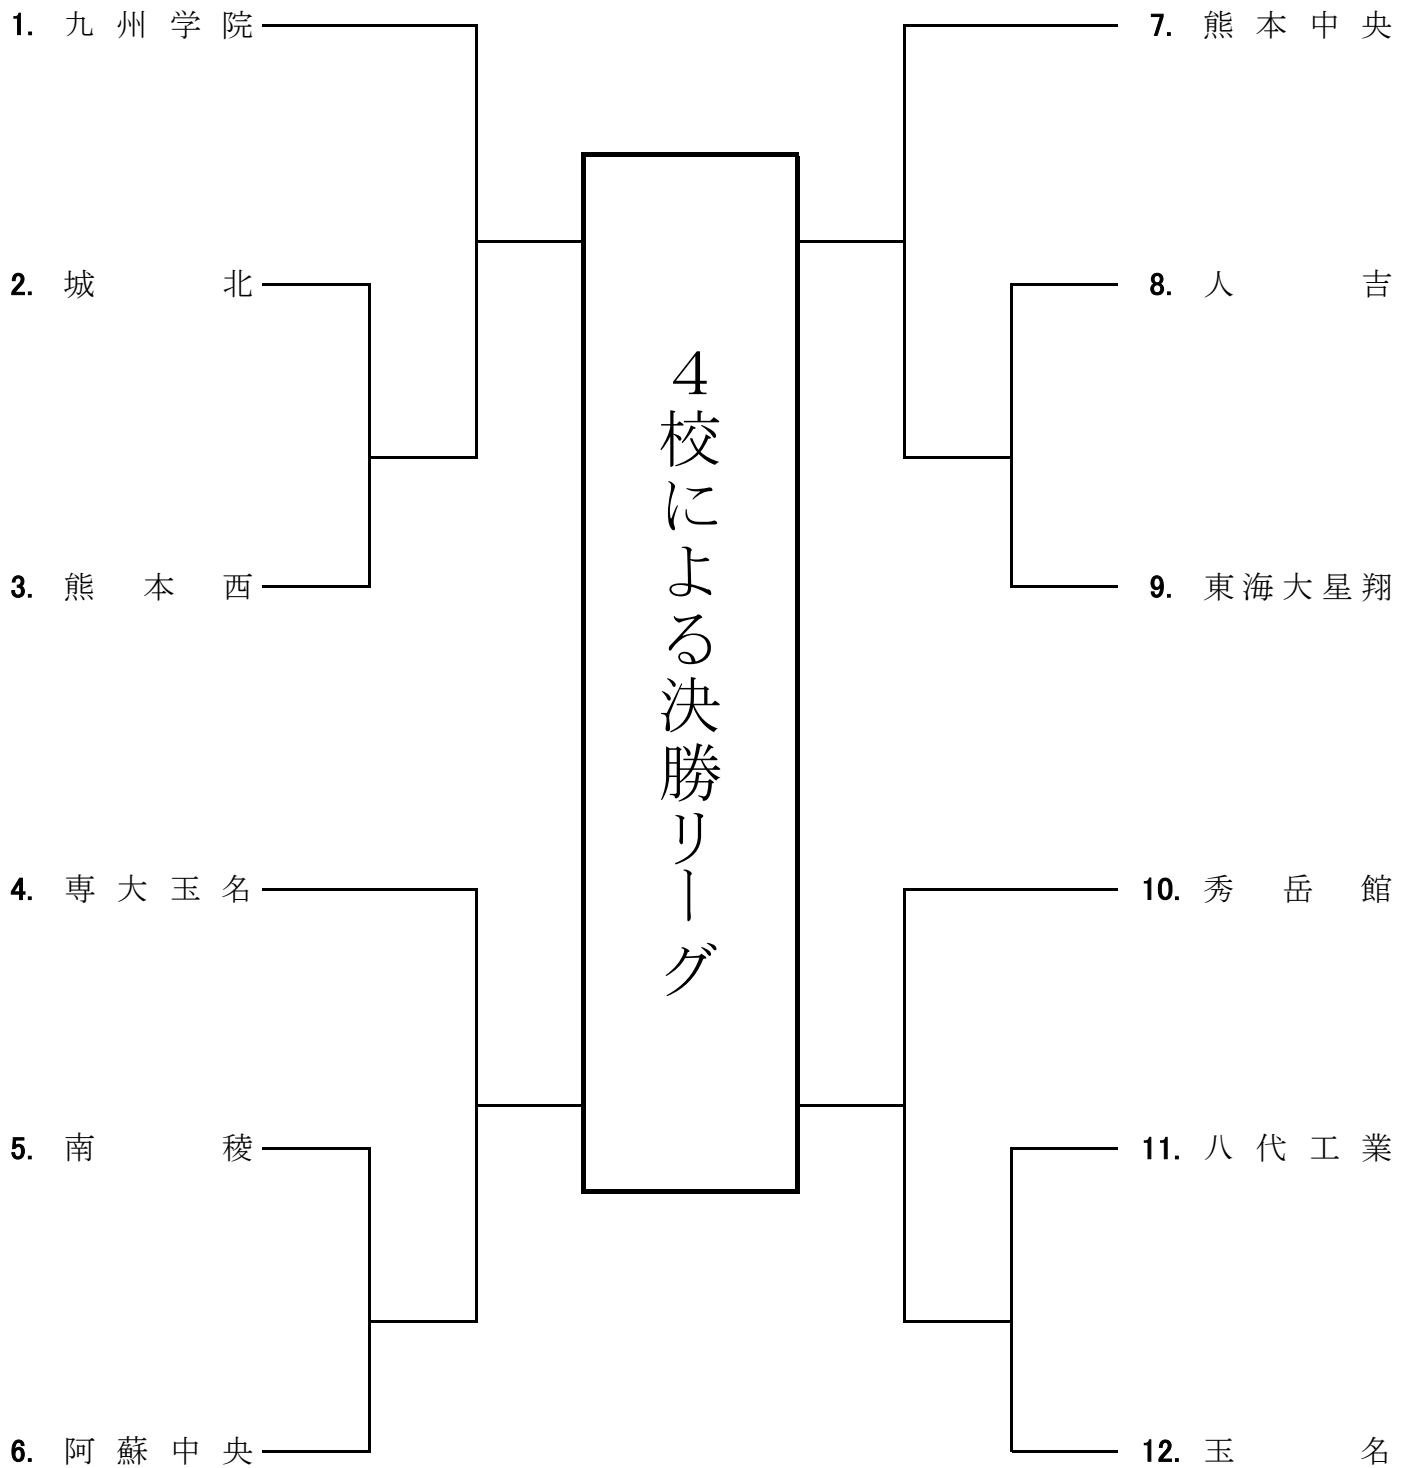 1. 九州学院
2. 城北
3. 熊本西
4. 専大玉名
5. 南稜
6. 阿蘇中央
4校による決勝リーグ
7. 熊本中央
8. 人吉
9. 東海大星翔
10. 秀岳館
11. 八代工業
12. 玉名